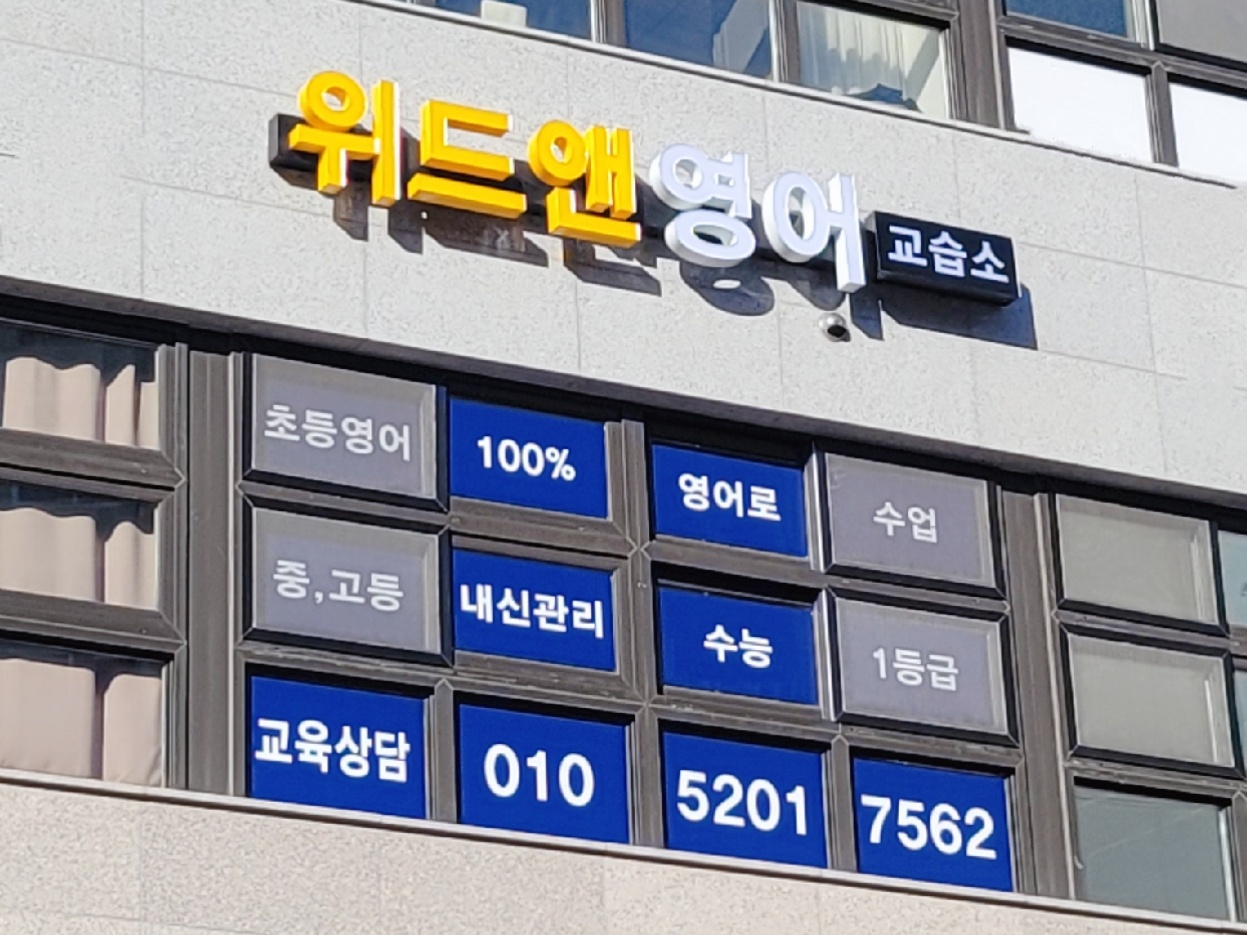 위드앤영어 교습소
초등영어 100% 영어로 수업
중,고등 내신관리 수능 1등급
교육상담 010 5201 7562